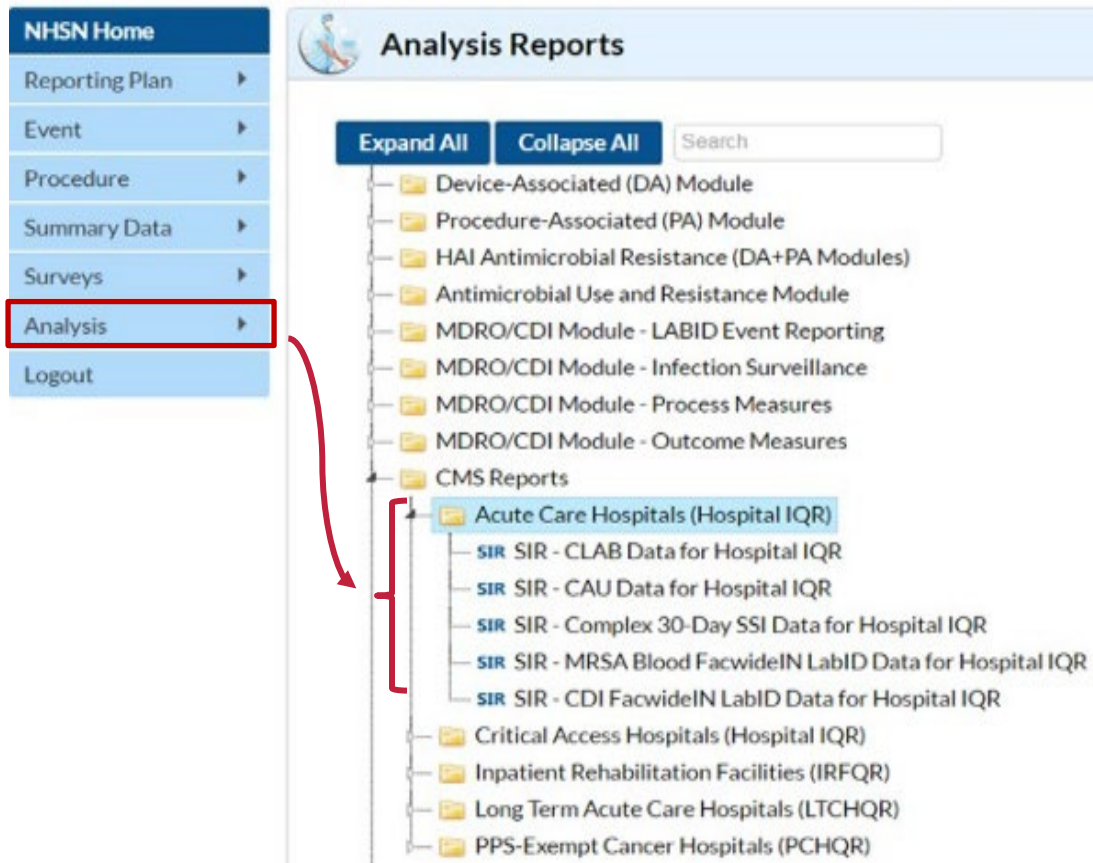 NHSN Home
Reporting Plan
Event
Procedure
Summary Data
Surveys
Analysis
Logout
Analysis Reports
Expand All
Collapse All
Search
Device-Associated (DA) Module
Procedure-Associated (PA) Module
HAI Antimicrobial Resistance (DA+PA Modules)
Antimicrobial Use and Resistance Module
MDRO/CDI Module - LABID Event Reporting
MDRO/CDI Module - Infection Surveillance
MDRO/CDI Module - Process Measures
MDRO/CDI Module - Outcome Measures
CMS Reports
Acute Care Hospitals (Hospital IQR)
SIR SIR - CLAB Data for Hospital IQR
SIR SIR - CAU Data for Hospital IQR
SIR SIR - Complex 30-Day SSI Data for Hospital IQR
SIR SIR - MRSA Blood FacwideIN LabID Data for Hospital IQR
SIR SIR - CDI FacwideIN LabID Data for Hospital IQR
Critical Access Hospitals (Hospital IQR)
Inpatient Rehabilitation Facilities (IRFQR)
Long Term Acute Care Hospitals (LTCHQR)
PPS-Exempt Cancer Hospitals (PCHQR)